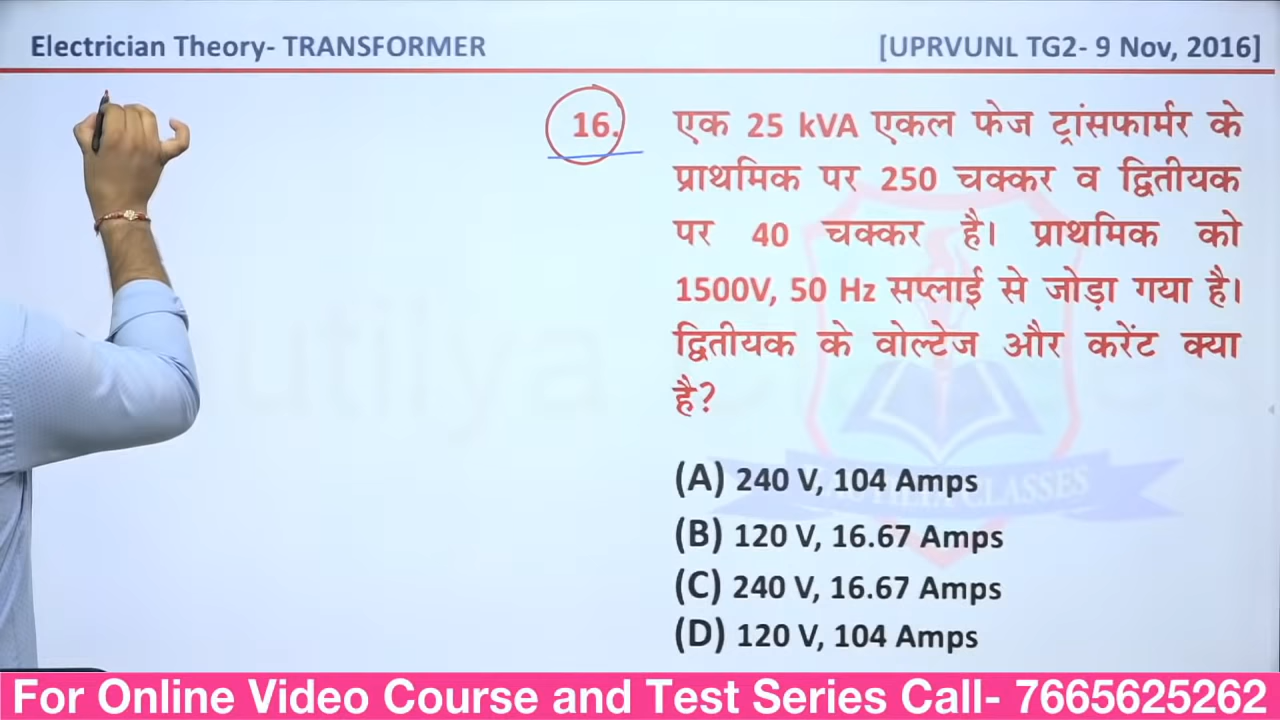 Electrician Theory- TRANSFORMER
[UPRVUNL TG2- 9 Nov, 2016]
16. एक 25 kVA एकल फेज ट्रांसफार्मर के
प्राथमिक पर 250 चक्कर व द्वितीयक
पर 40 चक्कर है। प्राथमिक को
1500V, 50 Hz सप्लाई से जोड़ा गया है।
द्वितीयक के वोल्टेज और करेंट क्या
है?
(A) 240 V, 104 Amps
(B) 120 V, 16.67 Amps
(C) 240 V, 16.67 Amps
(D) 120 V, 104 Amps
For Online Video Course and Test Series Call- 7665625262